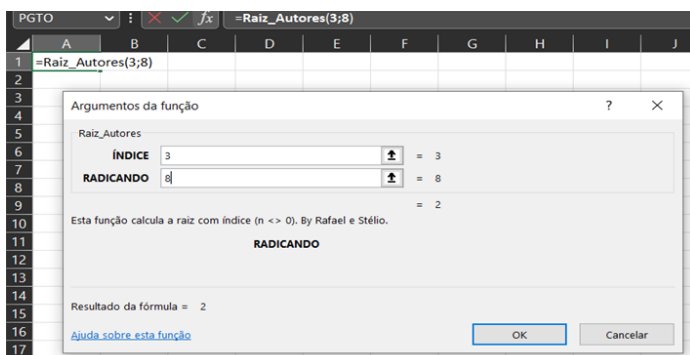 PGTO fx =Raiz_Autores(3;8)
A B C D E F G H I J
1 =Raiz_Autores(3;8)
2
3
4
5
6
7
8
9
10
11
12
13
14
15
16
17
Argumentos da função ? ×
Raiz_Autores
ÍNDICE 3 = 3
RADICANDO 8 = 8
= 2
Esta função calcula a raiz com índice (n <> 0). By Rafael e Stélio.
RADICANDO
Resultado da fórmula = 2
Ajuda sobre esta função OK Cancelar